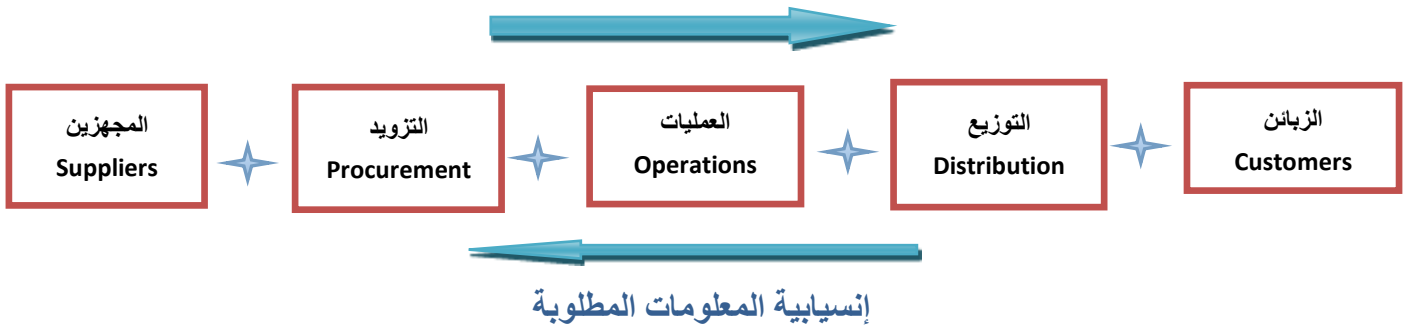 المجهزين
Suppliers
التزويد
Procurement
العمليات
Operations
التوزيع
Distribution
الزبائن
Customers
إنسيابية المعلومات المطلوبة